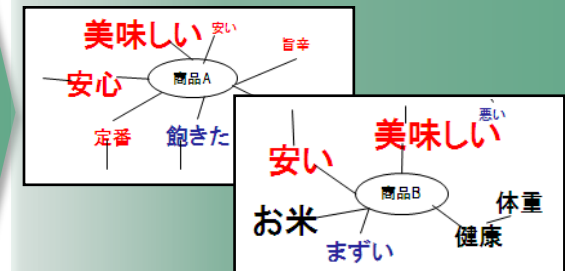 美味しい
安い
旨辛
安心
商品A
定番
飽きた
美味しい
悪い
安い
商品B
体重
お米
健康
まずい